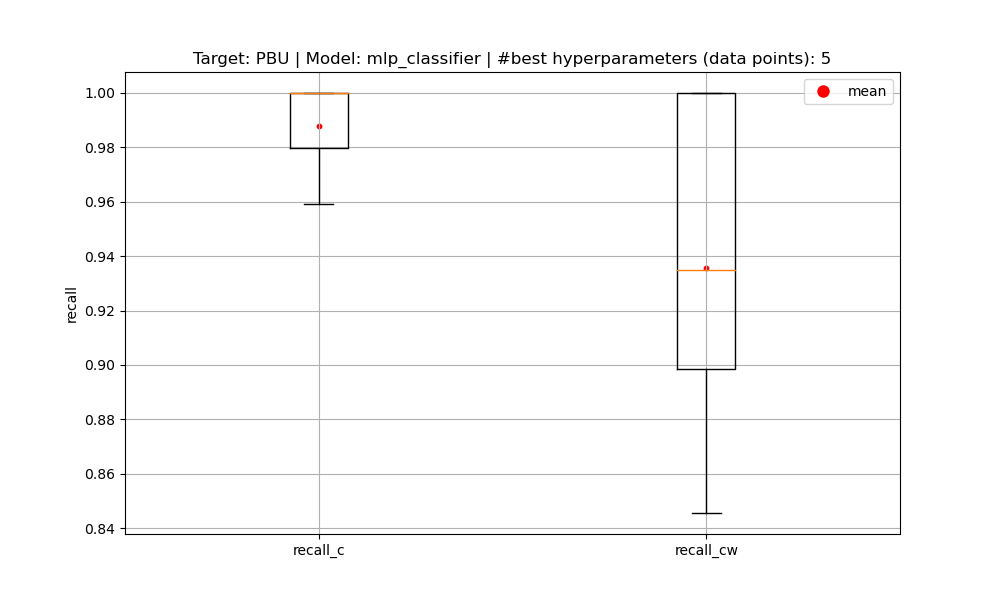 Target: PBU | Model: mlp_classifier | #best hyperparameters (data points): 5
mean
1.00
0.98
0.96
0.94
0.92
0.90
0.88
0.86
0.84
recall
recall_c
recall_cw